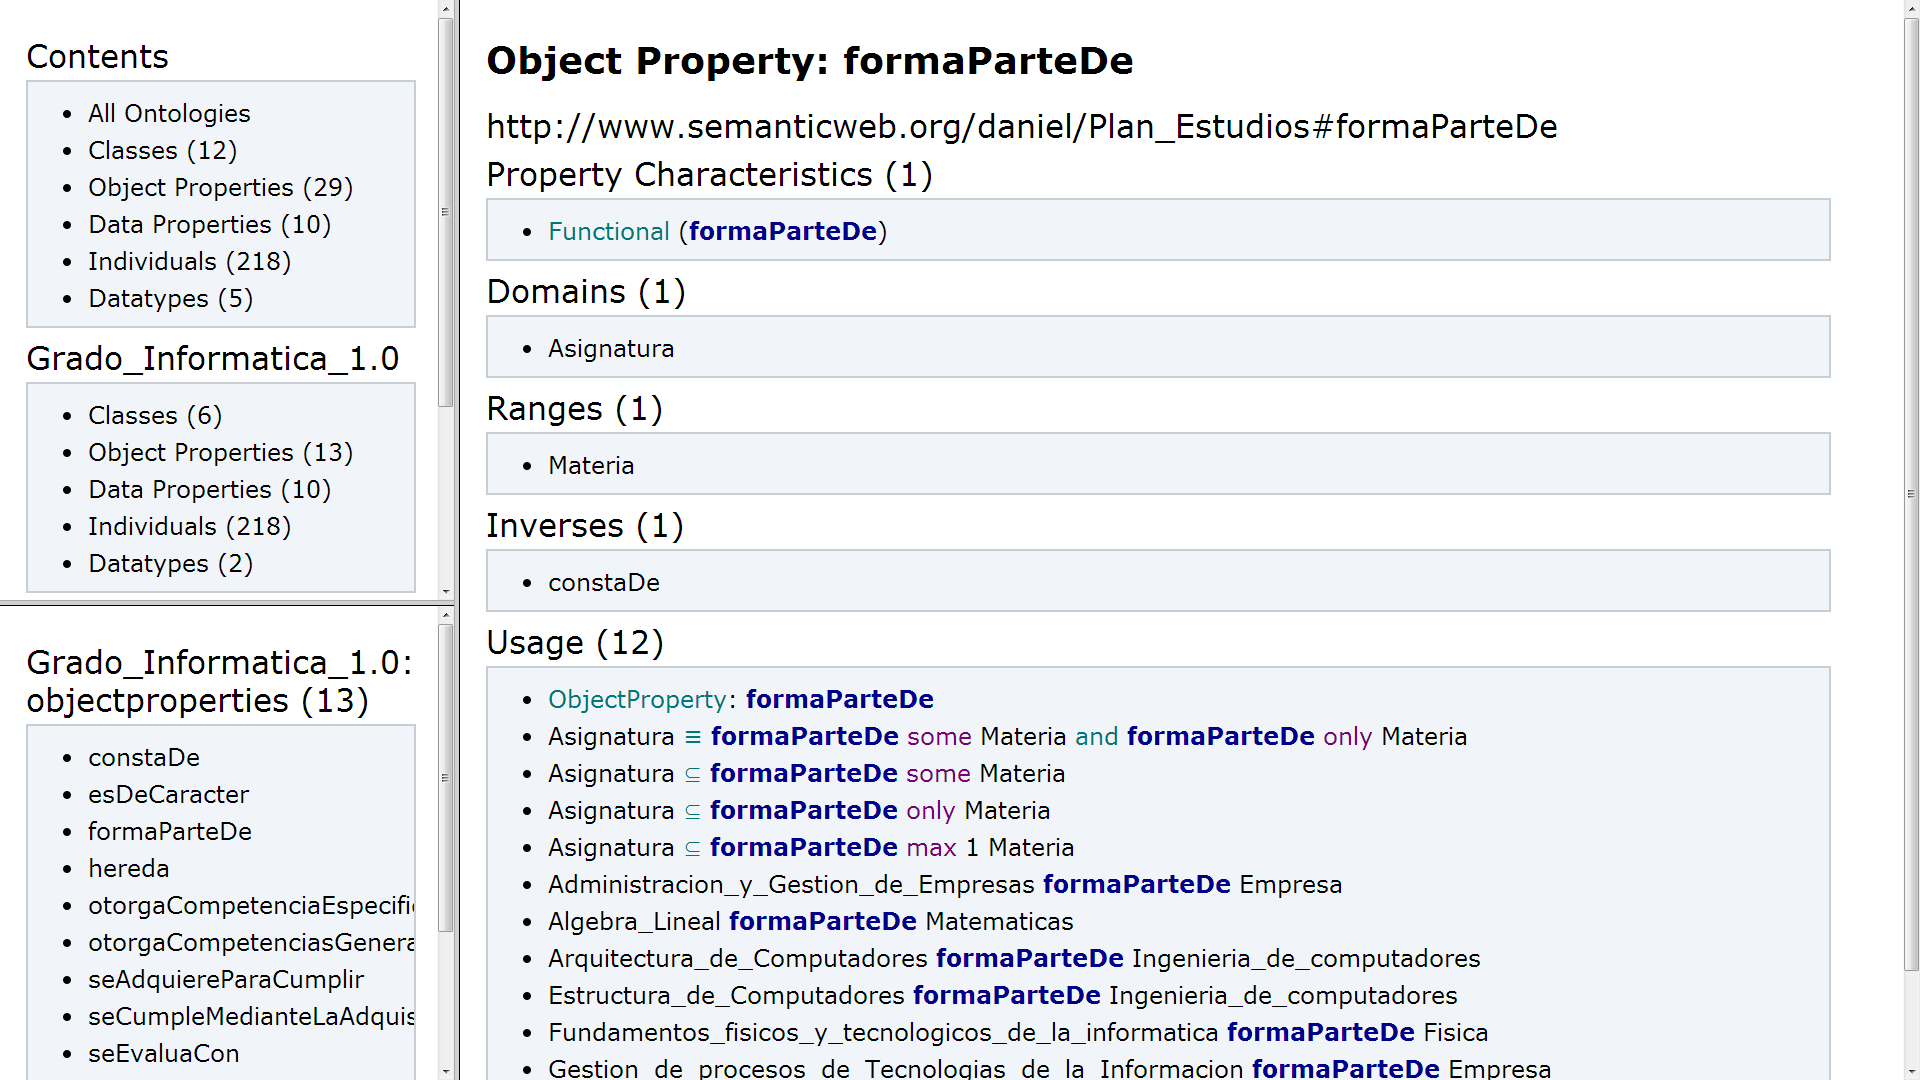 Contents
All Ontologies
Classes (12)
Object Properties (29)
Data Properties (10)
Individuals (218)
Datatypes (5)
Grado_Informatica_1.0
Classes (6)
Object Properties (13)
Data Properties (10)
Individuals (218)
Datatypes (2)
Grado_Informatica_1.0:
objectproperties (13)
constaDe
esDeCaracter
formaParteDe
hereda
otorgaCompetenciaEspecific
otorgaCompetenciasGenera
seAdquiereParaCumplir
seCumpleMedianteLaAdquis
seEvaluaCon
Object Property: formaParteDe
http://www.semanticweb.org/daniel/Plan_Estudios#formaParteDe
Property Characteristics (1)
Functional (formaParteDe)
Domains (1)
Asignatura
Ranges (1)
Materia
Inverses (1)
constaDe
Usage (12)
ObjectProperty: formaParteDe
Asignatura ≡ formaParteDe some Materia and formaParteDe only Materia
Asignatura ⊆ formaParteDe some Materia
Asignatura ⊆ formaParteDe only Materia
Asignatura ⊆ formaParteDe max 1 Materia
Administracion_y_Gestion_de_Empresas formaParteDe Empresa
Algebra_Lineal formaParteDe Matematicas
Arquitectura_de_Computadores formaParteDe Ingenieria_de_computadores
Estructura_de_Computadores formaParteDe Ingenieria_de_computadores
Fundamentos_fisicos_y_tecnologicos_de_la_informatica formaParteDe Fisica
Gestion_de_procesos_de_Tecnologias_de_la_Informacion formaParteDe Empresa